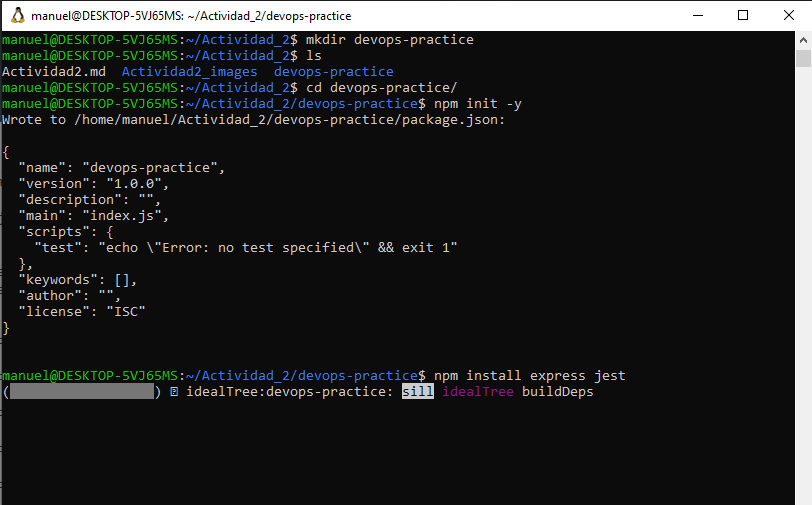 manuel@DESKTOP-5VJ65MS: ~/Actividad_2/devops-practice
manuel@DESKTOP-5VJ65MS:~/Actividad_2$ mkdir devops-practice
manuel@DESKTOP-5VJ65MS:~/Actividad_2$ ls
Actividad2.md  Actividad2_images  devops-practice
manuel@DESKTOP-5VJ65MS:~/Actividad_2$ cd devops-practice/
manuel@DESKTOP-5VJ65MS:~/Actividad_2/devops-practice$ npm init -y
Wrote to /home/manuel/Actividad_2/devops-practice/package.json:
{
  "name": "devops-practice",
  "version": "1.0.0",
  "description": "",
  "main": "index.js",
  "scripts": {
    "test": "echo \"Error: no test specified\" && exit 1"
  },
  "keywords": [],
  "author": "",
  "license": "ISC"
}
manuel@DESKTOP-5VJ65MS:~/Actividad_2/devops-practice$ npm install express jest
(                  ) ⍰ idealTree:devops-practice: sill idealTree buildDeps